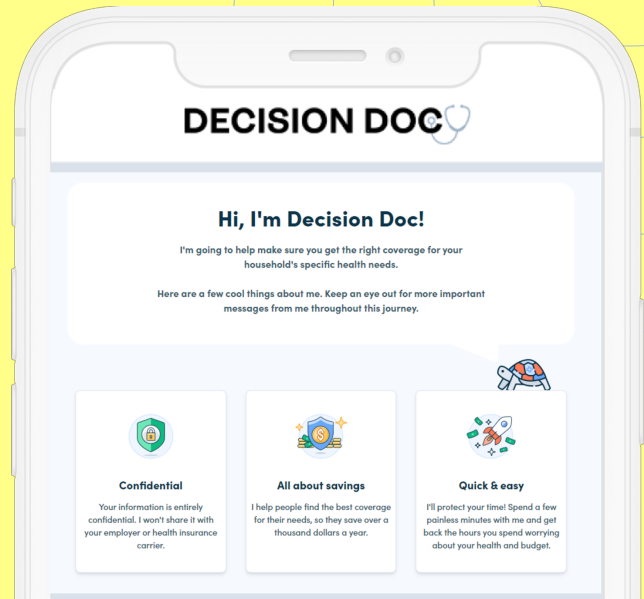 DECISION DOC
Hi, I'm Decision Doc!
I'm going to help make sure you get the right coverage for your
household's specific health needs.
Here are a few cool things about me. Keep an eye out for more important
messages from me throughout this journey.
Confidential
Your information is entirely
confidential. I won't share it with
your employer or health insurance
carrier.
All about savings
I help people find the best coverage
for their needs, so they save over a
thousand dollars a year.
Quick & easy
I'll protect your time! Spend a few
painless minutes with me and get
back the hours you spend worrying
about your health and budget.